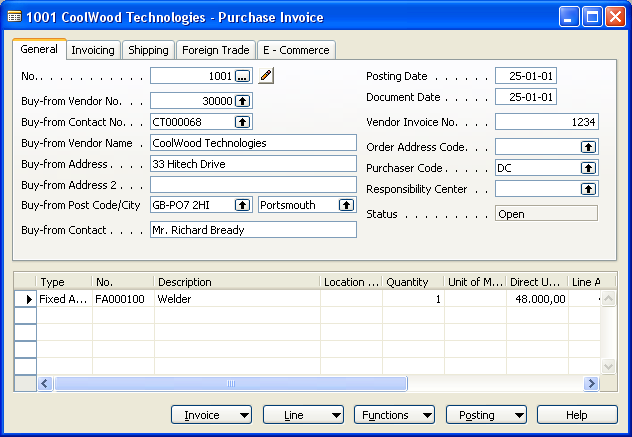 1001 CoolWood Technologies - Purchase Invoice
General Invoicing Shipping Foreign Trade E - Commerce
No. . . . . . . . . . . . 1001 ...
Buy-from Vendor No. . . . 30000
Buy-from Contact No. . . . CT000068
Buy-from Vendor Name . CoolWood Technologies
Buy-from Address . . . . 33 Hitech Drive
Buy-from Address 2 . . .
Buy-from Post Code/City GB-PO7 2HI Portsmouth
Buy-from Contact . . . . Mr. Richard Bready
Posting Date . . . . . . 25-01-01
Document Date . . . . . 25-01-01
Vendor Invoice No. . . . 1234
Order Address Code. . .
Purchaser Code . . . . . DC
Responsibility Center . .
Status . . . . . . . . . Open
Type No. Description Location ... Quantity Unit of M... Direct U... Line A
Fixed A... FA000100 Welder 1 48.000,00
Invoice Line Functions Posting Help